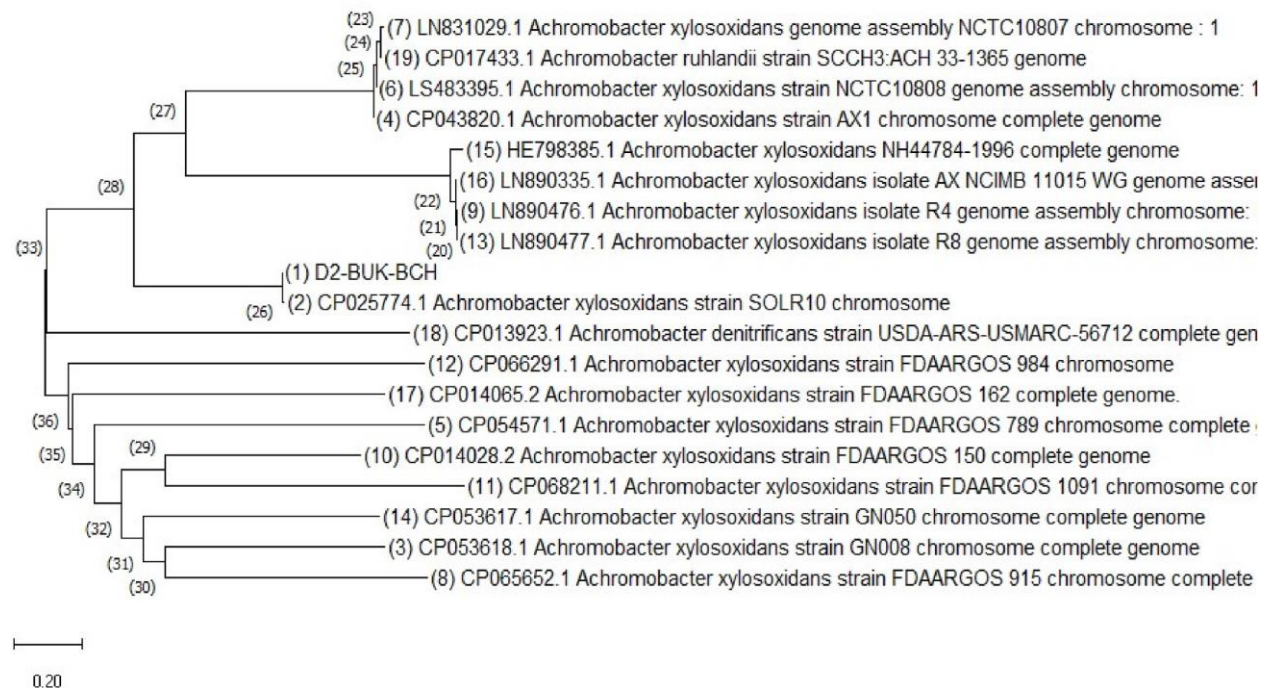 (23)
(7) LN831029.1 Achromobacter xylosoxidans genome assembly NCTC10807 chromosome : 1
(24)
(19) CP017433.1 Achromobacter ruhlandii strain SCCH3:ACH 33-1365 genome
(25)
(6) LS483395.1 Achromobacter xylosoxidans strain NCTC10808 genome assembly chromosome: 1
(27)
(4) CP043820.1 Achromobacter xylosoxidans strain AX1 chromosome complete genome
(15) HE798385.1 Achromobacter xylosoxidans NH44784-1996 complete genome
(28)
(16) LN890335.1 Achromobacter xylosoxidans isolate AX NCIMB 11015 WG genome
(22)
(9) LN890476.1 Achromobacter xylosoxidans isolate R4 genome assembly chromosome:
(21)
(13) LN890477.1 Achromobacter xylosoxidans isolate R8 genome assembly chromosome:
(20)
(33)
(1) D2-BUK-BCH
(2) CP025774.1 Achromobacter xylosoxidans strain SOLR10 chromosome
(26)
(18) CP013923.1 Achromobacter denitrificans strain USDA-ARS-USMARC-56712 complete gen
(12) CP066291.1 Achromobacter xylosoxidans strain FDAARGOS 984 chromosome
(17) CP014065.2 Achromobacter xylosoxidans strain FDAARGOS 162 complete genome.
(36)
(5) CP054571.1 Achromobacter xylosoxidans strain FDAARGOS 789 chromosome complete
(29)
(35)
(10) CP014028.2 Achromobacter xylosoxidans strain FDAARGOS 150 complete genome
(34)
(11) CP068211.1 Achromobacter xylosoxidans strain FDAARGOS 1091 chromosome cor
(14) CP053617.1 Achromobacter xylosoxidans strain GN050 chromosome complete genome
(32)
(3) CP053618.1 Achromobacter xylosoxidans strain GN008 chromosome complete genome
(31)
(8) CP065652.1 Achromobacter xylosoxidans strain FDAARGOS 915 chromosome complete
(30)
0.20